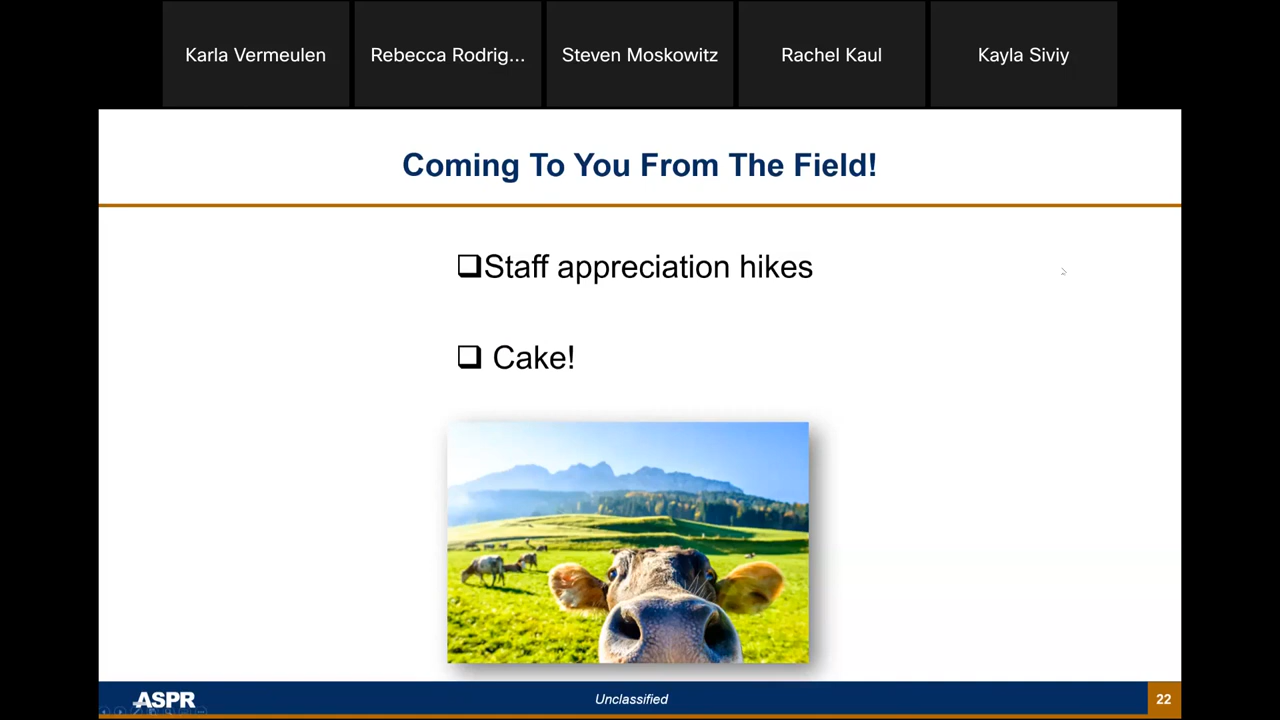 Karla Vermeulen
Rebecca Rodrig...
Steven Moskowitz
Rachel Kaul
Kayla Siviy
Coming To You From The Field!
Staff appreciation hikes
Cake!
ASPR
Unclassified
22